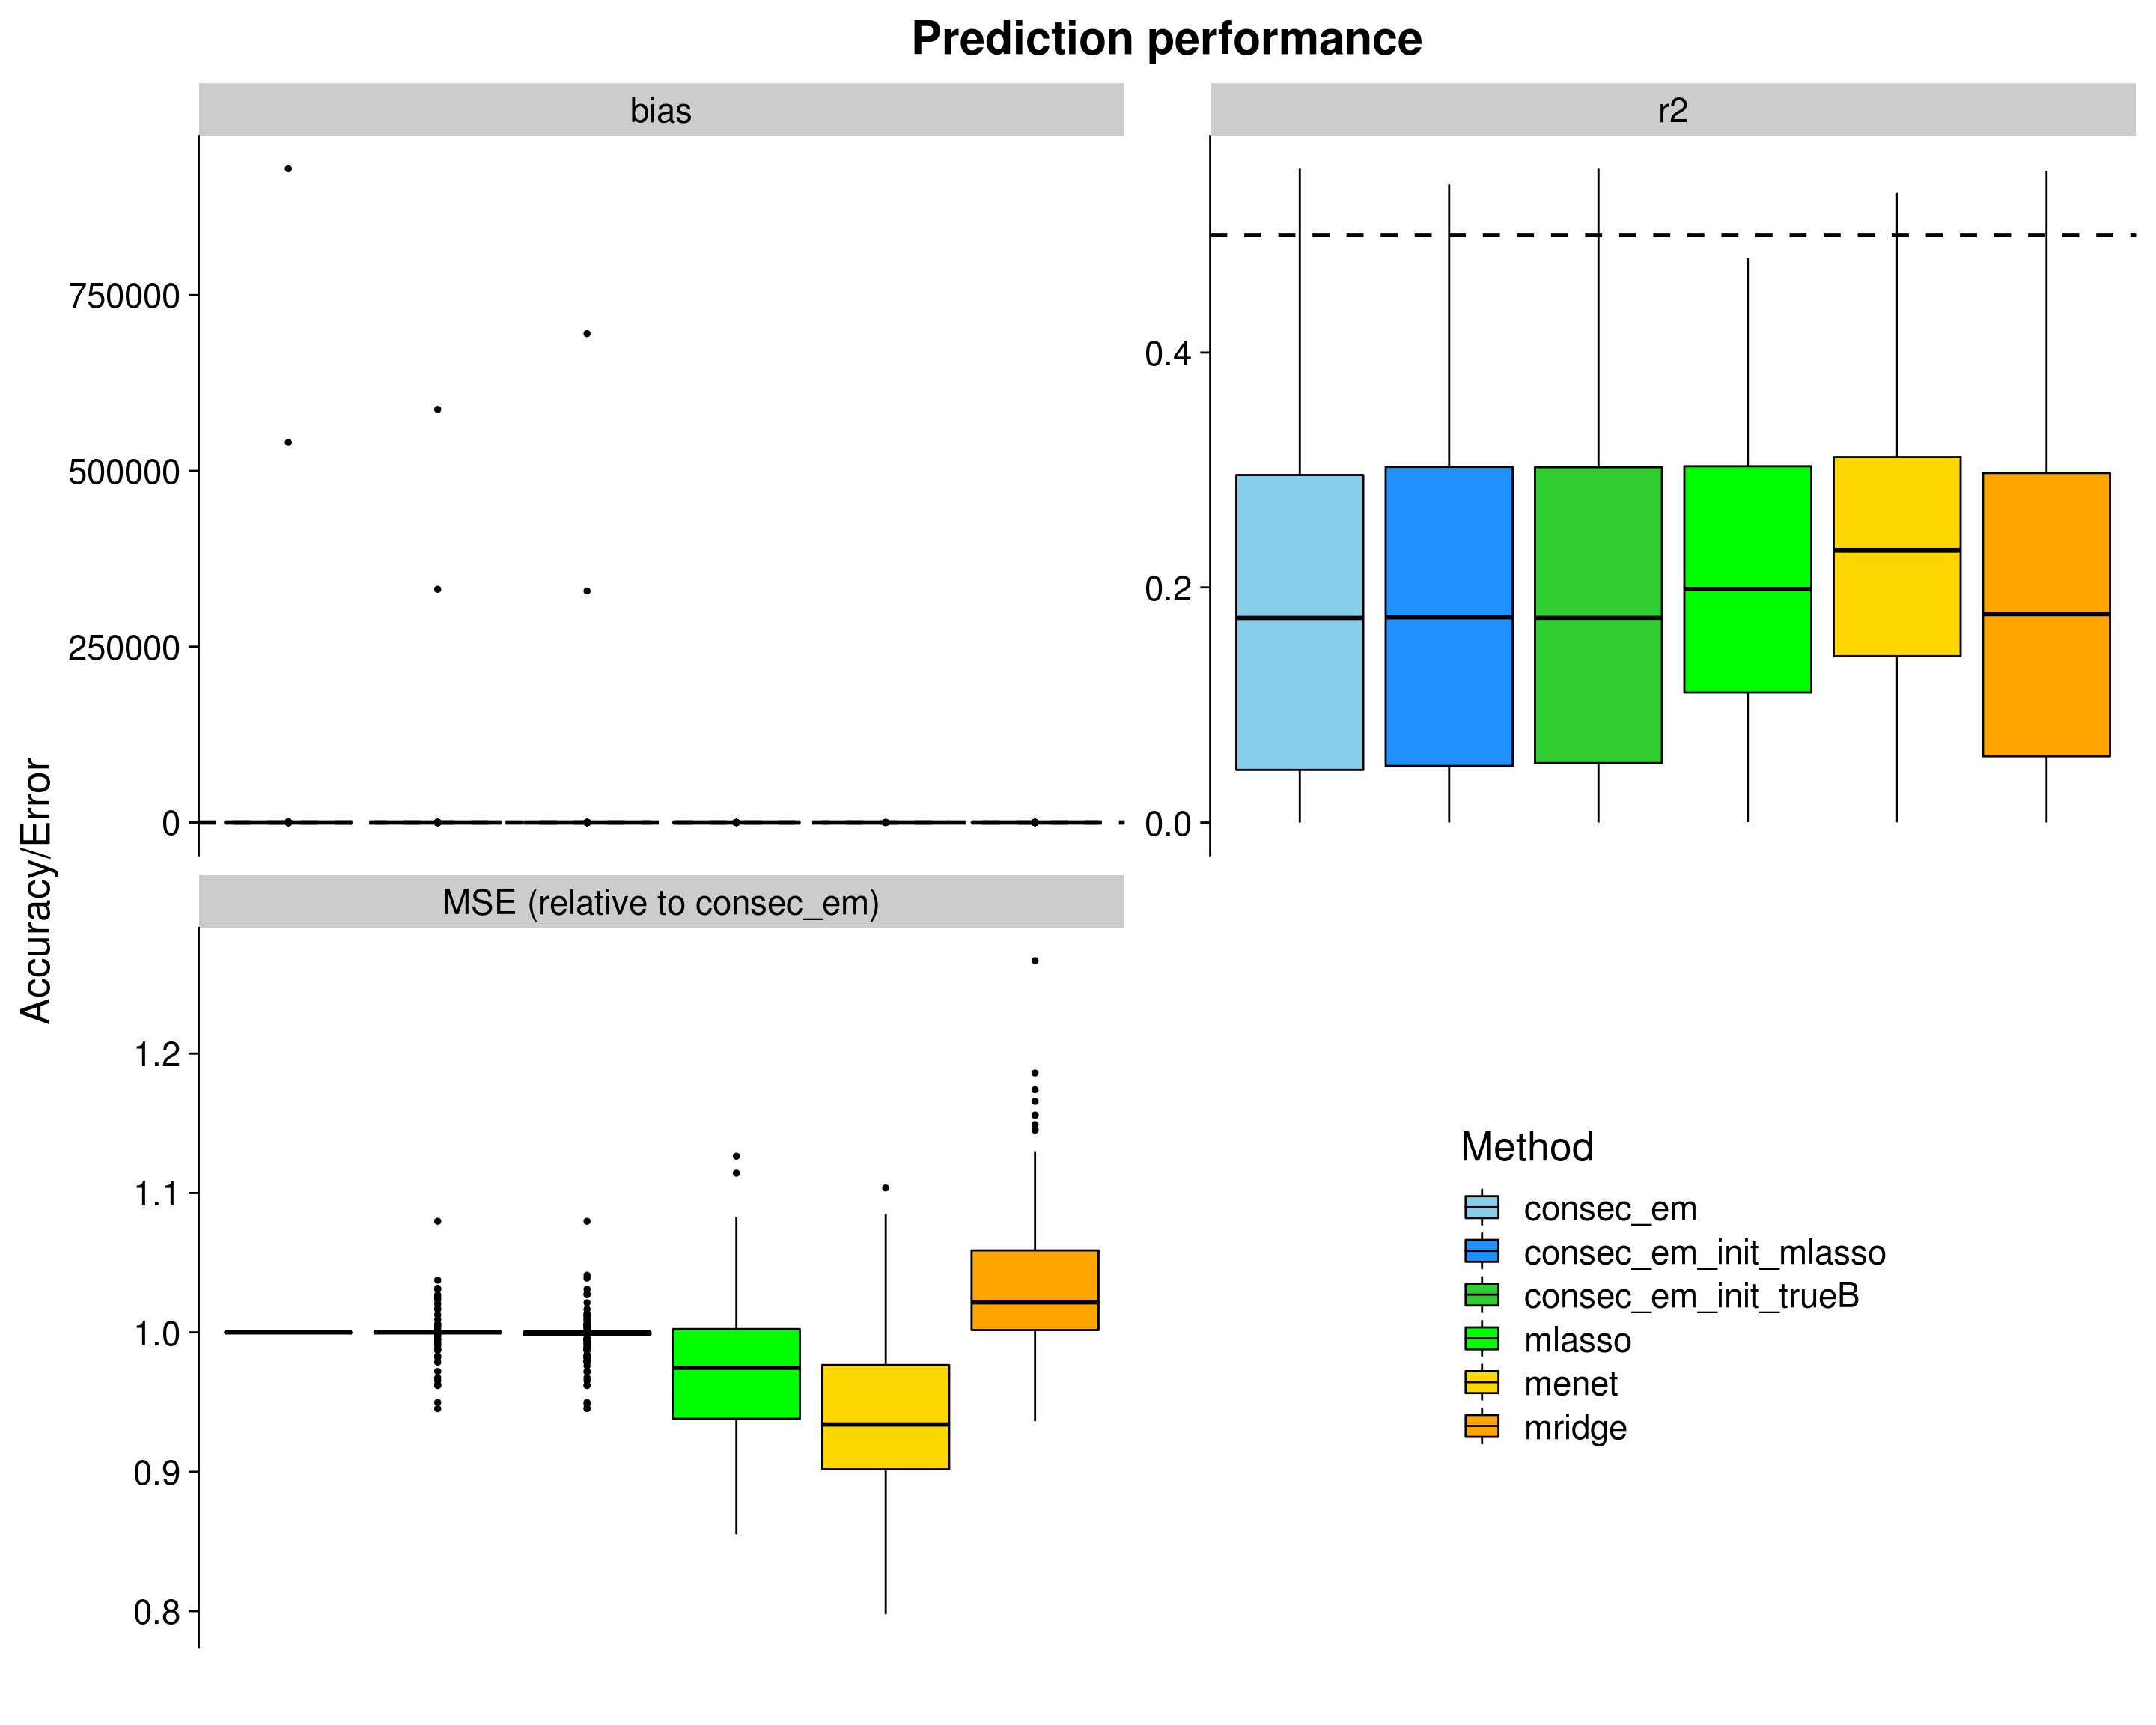 Prediction performance
bias
r2
750000
500000
250000
0
0.4
0.2
0.0
Accuracy/Error
MSE (relative to consec_em)
1.2
1.1
1.0
0.9
0.8
Method
consec_em
consec_em_init_mlasso
consec_em_init_trueB
mlasso
menet
mridge